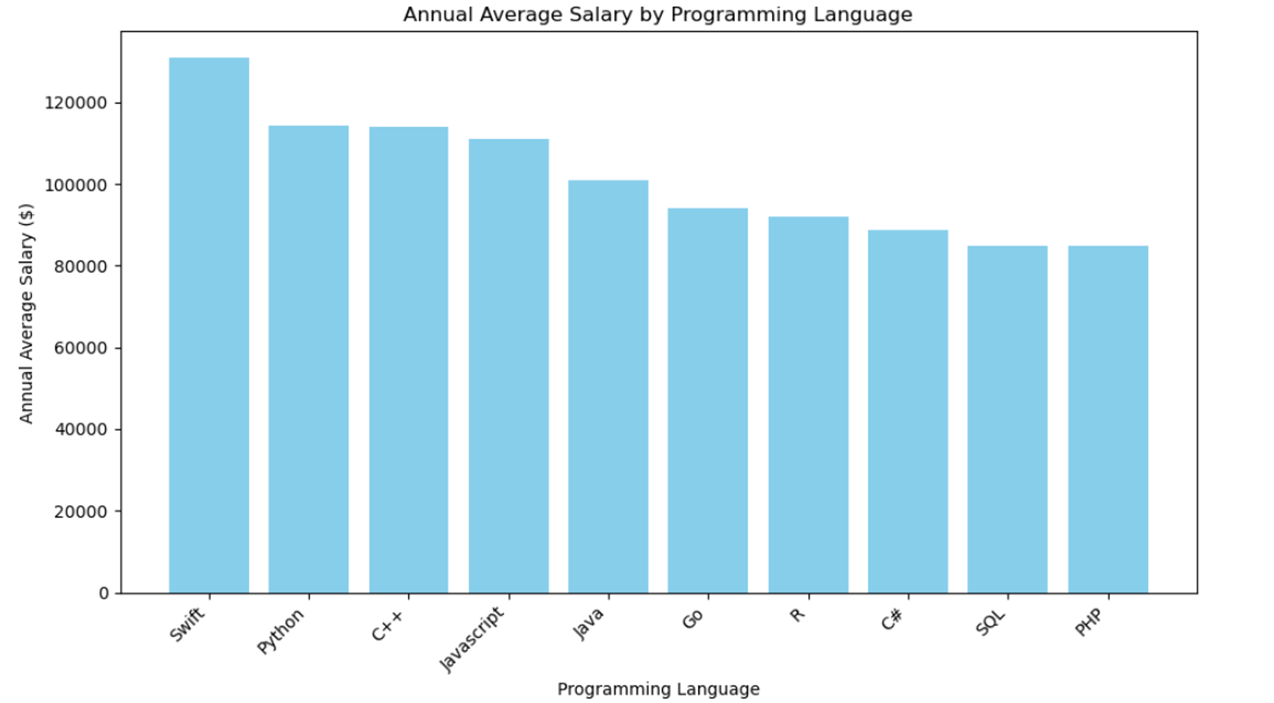 Annual Average Salary by Programming Language
Annual Average Salary ($)
120000
100000
80000
60000
40000
20000
0
Swift
Python
C++
Javascript
Java
Go
R
C#
SQL
PHP
Programming Language